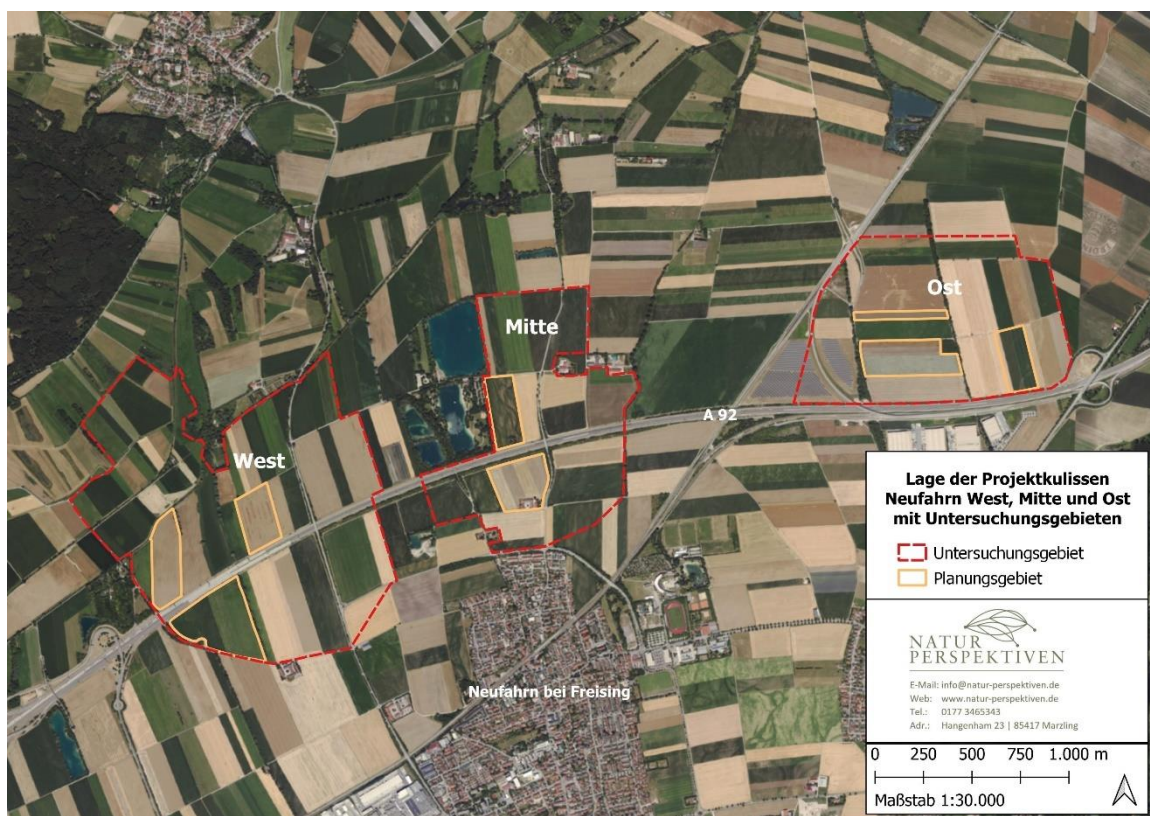 Mitte
Ost
A 92
West
Neufahrn bei Freising
Lage der Projektkulissen
Neufahrn West, Mitte und Ost
mit Untersuchungsgebieten
Untersuchungsgebiet
Planungsgebiet
NATUR
PERSPEKTIVEN
E-Mail: info@natur-perspektiven.de
Web: www.natur-perspektiven.de
Tel.: 0177 3465343
Adr.: Hangenham 23 | 85417 Marzling
0 250 500 750 1.000 m
Maßstab 1:30.000